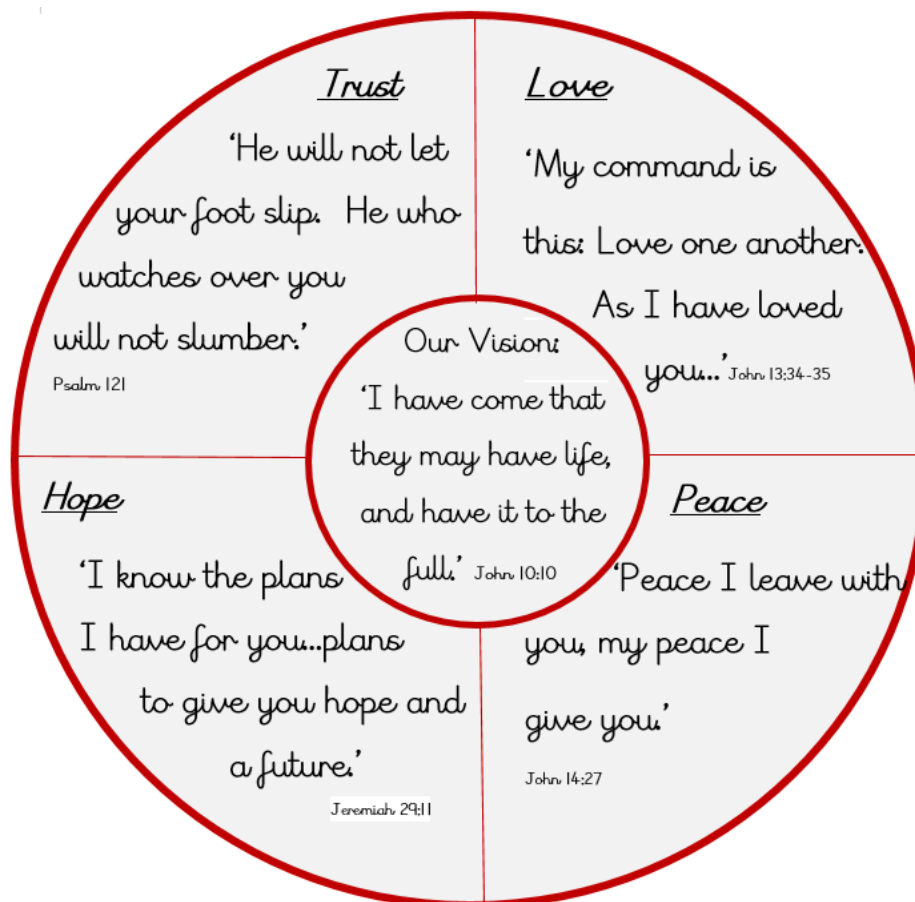 Trust
‘He will not let
your foot slip.  He who
watches over you
will not slumber.’
Psalm 121
Love
‘My command is
this: Love one another.
As I have loved
you...’ John 13:34-35
Our Vision:
‘I have come that
they may have life,
and have it to the
full.’ John 10:10
Hope
‘I know the plans
I have for you...plans
to give you hope and
a future.’
Jeremiah 29:11
Peace
‘Peace I leave with
you, my peace I
give you.’
John 14:27